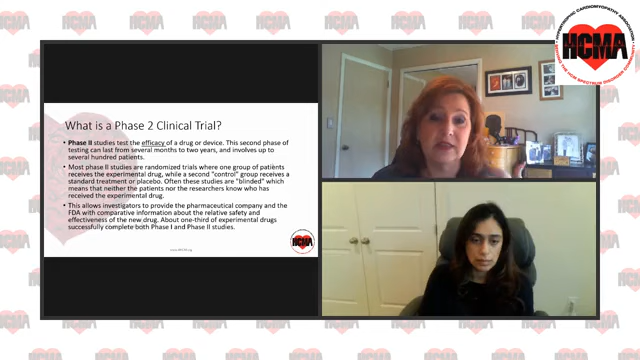 HCMA
HYPERTROPHIC CARDIOMYOPATHY ASSOCIATION
What is a Phase 2 Clinical Trial?
• Phase II studies test the efficacy of a drug or device. This second phase of
testing can last from several months to two years, and involves up to
several hundred patients.
• Most phase II studies are randomized trials where one group of patients
receives the experimental drug, while a second "control" group receives a
standard treatment or placebo. Often these studies are "blinded" which
means that neither the patients nor the researchers know who has
received the experimental drug.
• This allows investigators to provide the pharmaceutical company and the
FDA with comparative information about the relative safety and
effectiveness of the new drug. About one-third of experimental drugs
successfully complete both Phase I and Phase II studies.
HCMA